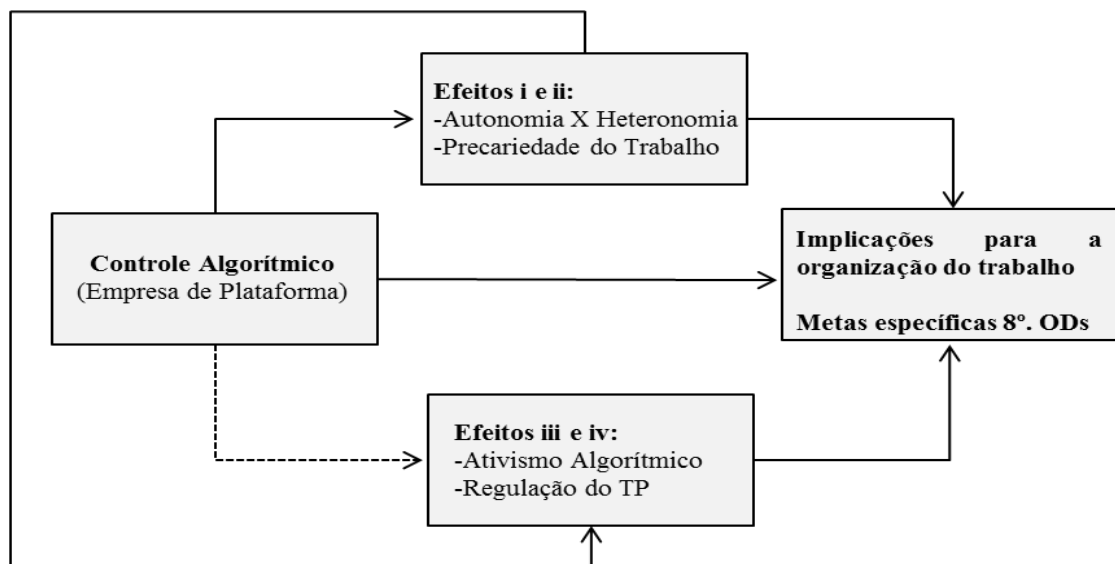 Efeitos i e ii:
-Autonomia X Heteronomia
-Precariedade do Trabalho
Controle Algorítmico
(Empresa de Plataforma)
Implicações para a
organização do trabalho
Metas específicas 8º. ODs
Efeitos iii e iv:
-Ativismo Algorítmico
-Regulação do TP